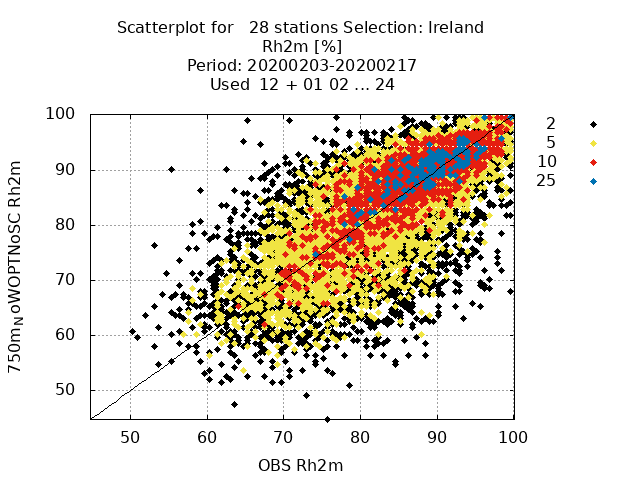 Scatterplot for   28 stations Selection: Ireland
Rh2m [%]
Period: 20200203-20200217
Used  12 + 01 02 ... 24
100
90
80
70
60
50
750m_NoWOPTNoSC Rh2m
50 60 70 80 90 100
OBS Rh2m
2
5
10
25